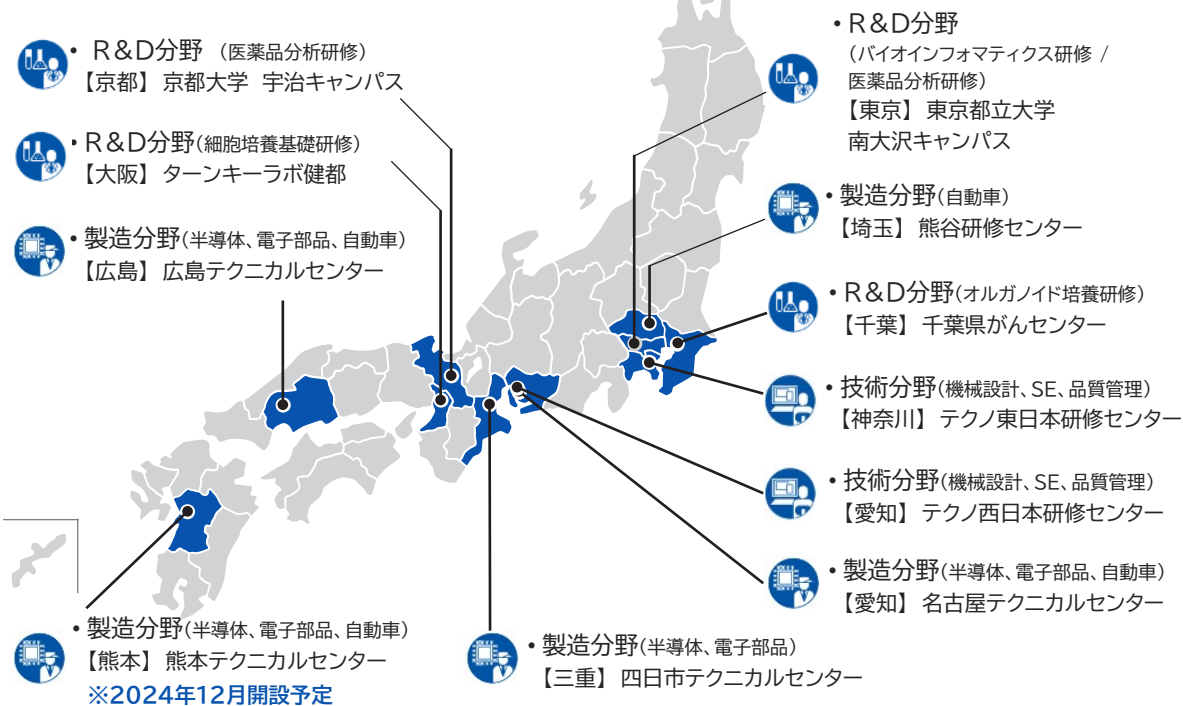 ・R&D分野 （医薬品分析研修）
【京都】 京都大学 宇治キャンパス
・R&D分野(細胞培養基礎研修)
【大阪】 ターンキーラボ健都
・製造分野(半導体、電子部品、自動車)
【広島】 広島テクニカルセンター
・製造分野(半導体、電子部品、自動車)
【熊本】 熊本テクニカルセンター
※2024年12月開設予定
・製造分野(半導体、電子部品)
【三重】 四日市テクニカルセンター
・R&D分野
（バイオインフォマティクス研修 /
医薬品分析研修）
【東京】 東京都立大学
南大沢キャンパス
・製造分野(自動車)
【埼玉】 熊谷研修センター
・R&D分野(オルガノイド培養研修)
【千葉】 千葉県がんセンター
・技術分野(機械設計、SE、品質管理)
【神奈川】 テクノ東日本研修センター
・技術分野(機械設計、SE、品質管理)
【愛知】 テクノ西日本研修センター
・製造分野(半導体、電子部品、自動車)
【愛知】 名古屋テクニカルセンター